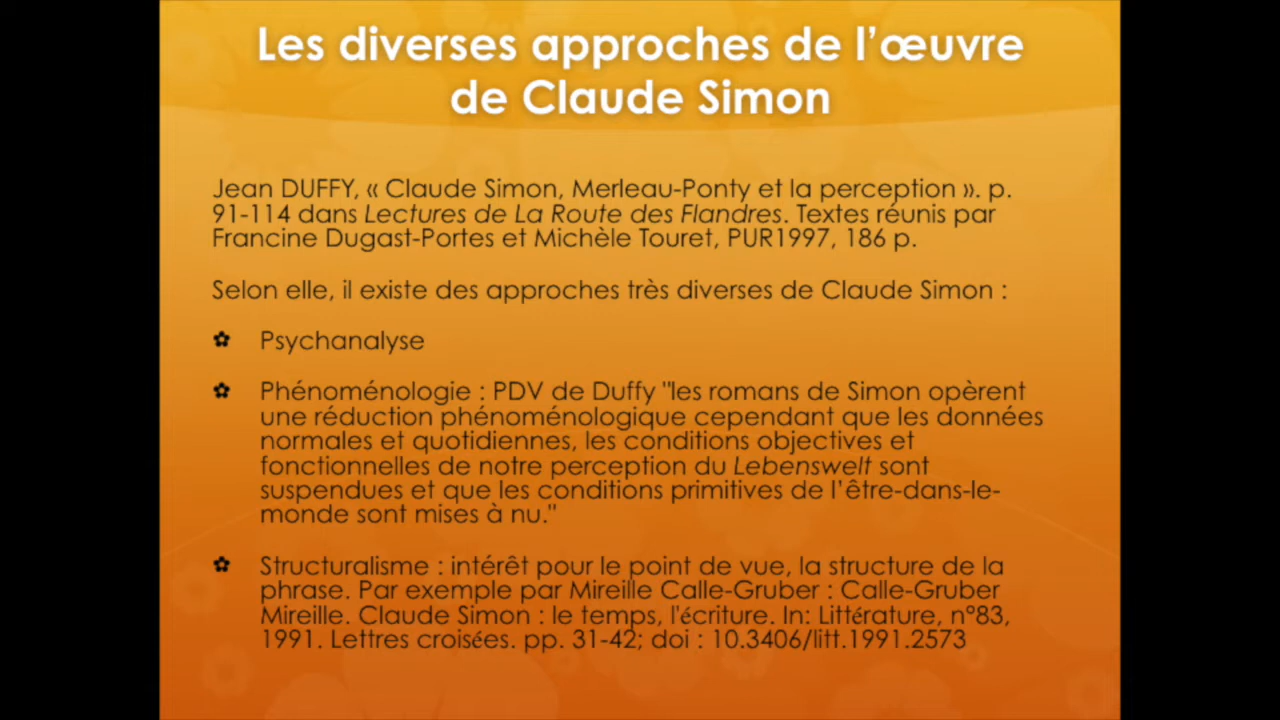 Les diverses approches de l’œuvre
de Claude Simon
Jean DUFFY, « Claude Simon, Merleau-Ponty et la perception ». p.
91-114 dans Lectures de La Route des Flandres. Textes réunis par
Francine Dugast-Portes et Michèle Touret, PUR1997, 186 p.
Selon elle, il existe des approches très diverses de Claude Simon :
✿ Psychanalyse
✿ Phénoménologie : PDV de Duffy "les romans de Simon opèrent
une réduction phénoménologique cependant que les données
normales et quotidiennes, les conditions objectives et
fonctionnelles de notre perception du Lebenswelt sont
suspendues et que les conditions primitives de l’être-dans-le-
monde sont mises à nu."
✿ Structuralisme : intérêt pour le point de vue, la structure de la
phrase. Par exemple par Mireille Calle-Gruber : Calle-Gruber
Mireille. Claude Simon : le temps, l'écriture. In: Littérature, n°83,
1991. Lettres croisées. pp. 31-42; doi : 10.3406/litt.1991.2573